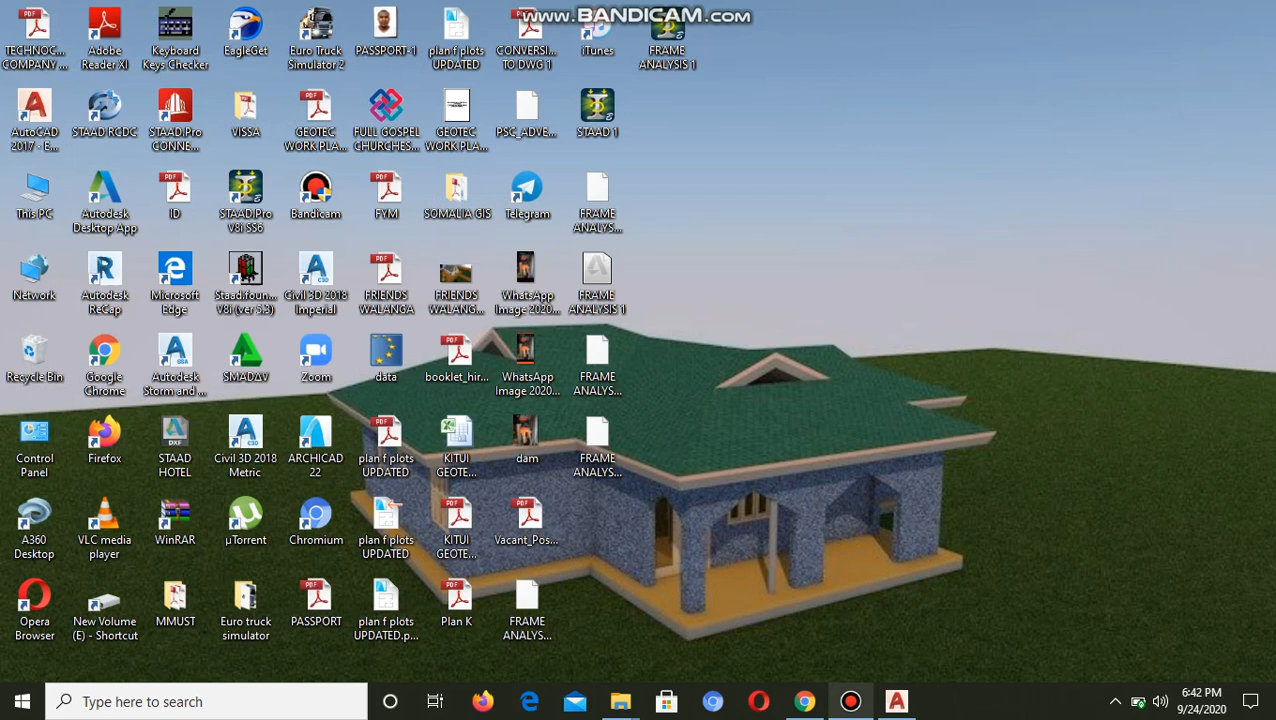 www.BANDICAM.com
TECHNOC...
COMPANY ...
Adobe
Reader XI
Keyboard
Keys Checker
EagleGet
Euro Truck
Simulator 2
PASSPORT-1
plan f plots
UPDATED
CONVERSI...
TO DWG 1
iTunes
FRAME
ANALYSIS 1
AutoCAD
2017 - E...
STAAD.RCDC
STAAD.Pro
CONNE...
VISSA
GEOTEC
WORK PLA...
FULL GOSPEL
CHURCHES...
GEOTEC
WORK PLA...
PSC_ADVE...
STAAD 1
This PC
Autodesk
Desktop App
ID
STAAD.Pro
V8i SS6
Bandicam
FYM
SOMALIA GIS
Telegram
FRAME
ANALYS...
Network
Autodesk
ReCap
Microsoft
Edge
Staad.foun...
V8i (ver 5.3)
Civil 3D 2018
Imperial
FRIENDS
WALANGA
FRIENDS
WALANG...
WhatsApp
Image 2020...
FRAME
ANALYSIS 1
Recycle Bin
Google
Chrome
Autodesk
Storm and ...
SMADAV
Zoom
data
booklet_hir...
WhatsApp
Image 2020...
FRAME
ANALYS...
Control
Panel
Firefox
STAAD
HOTEL
Civil 3D 2018
Metric
ARCHICAD
22
plan f plots
UPDATED
KITUI
GEOTE...
dam
FRAME
ANALYS...
A360
Desktop
VLC media
player
WinRAR
µTorrent
Chromium
plan f plots
UPDATED
KITUI
GEOTE...
Vacant_Pos...
Opera
Browser
New Volume
(E) - Shortcut
MMUST
Euro truck
simulator
PASSPORT
plan f plots
UPDATED.p...
Plan K
FRAME
ANALYS...
Type here to search
6:42 PM
9/24/2020